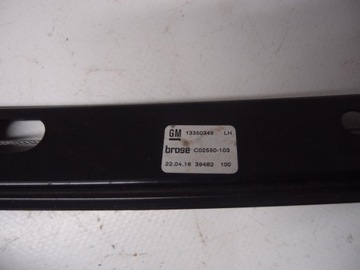 GM 13350349 LH
brose C02550-103
22.04.16 39482 100